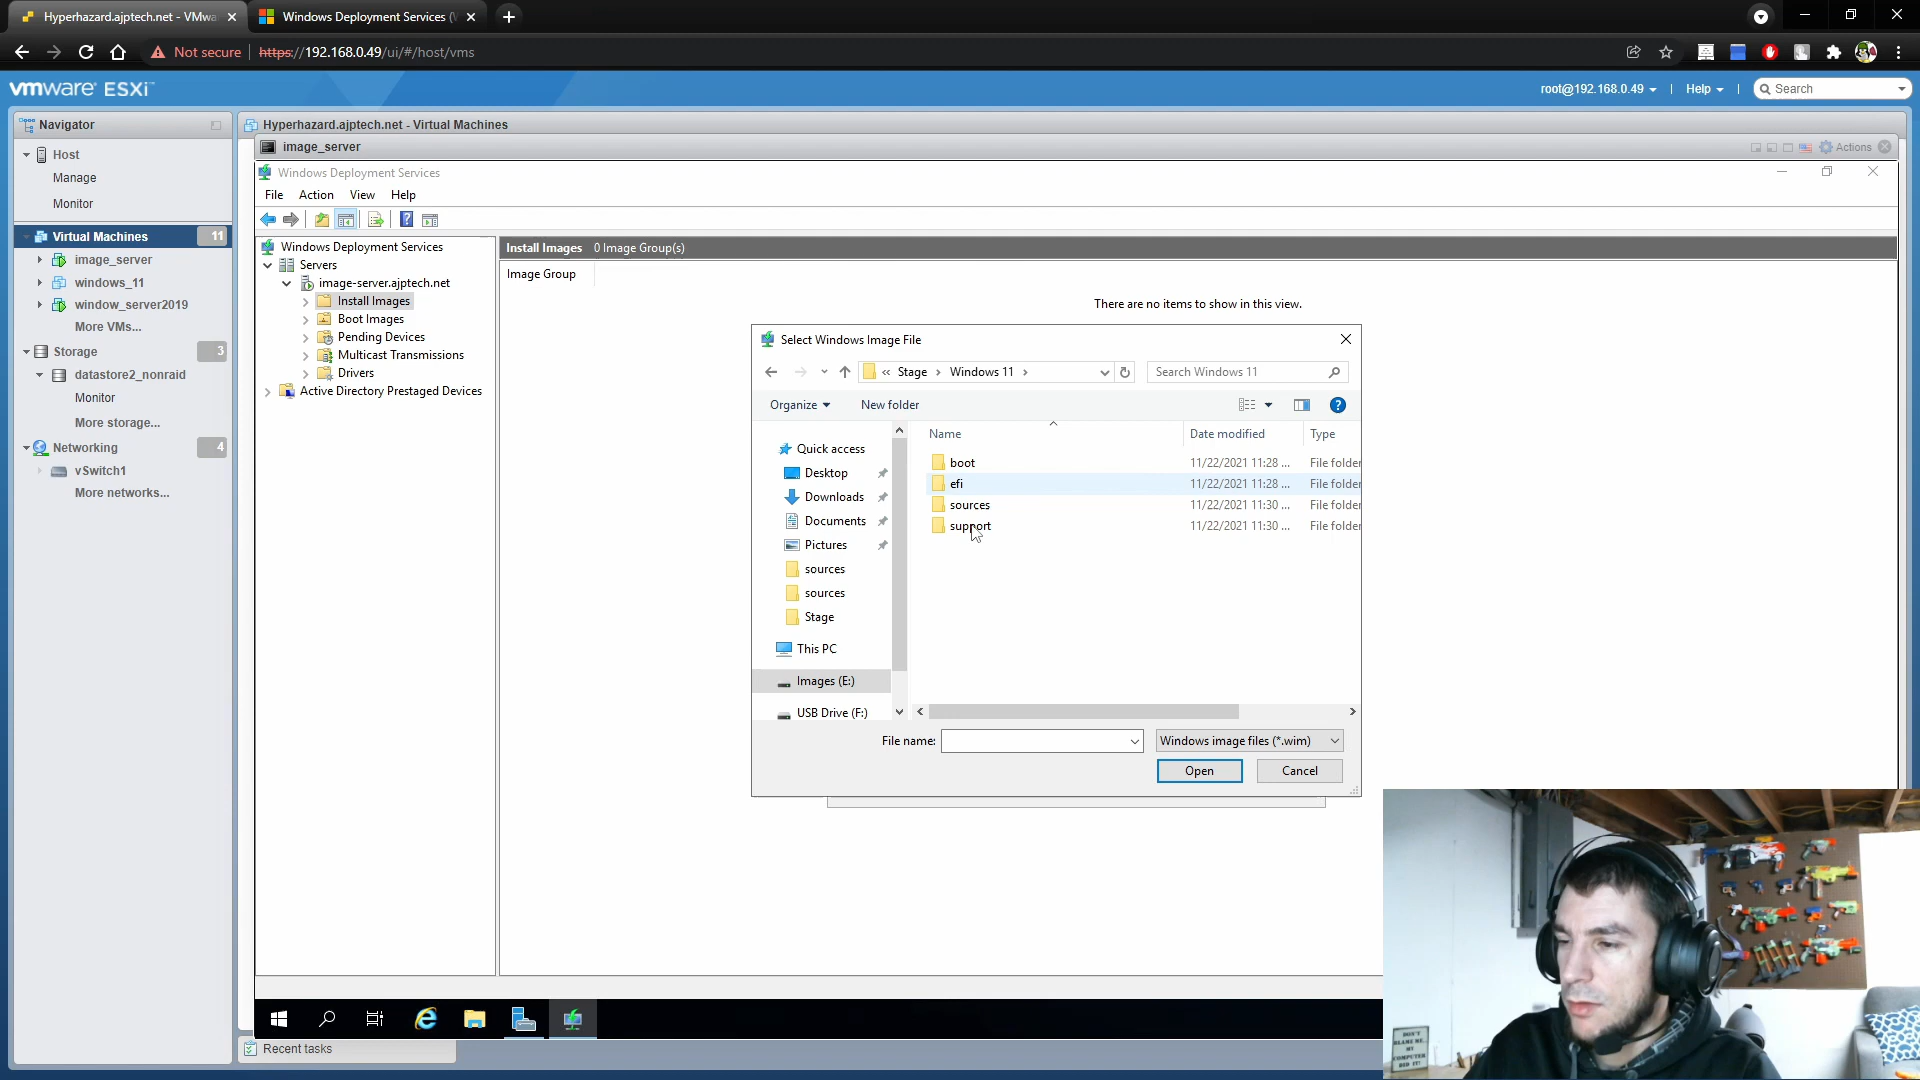 Hyperhazard.ajptech.net - VMwa
Windows Deployment Services (
Not secure
https://192.168.0.49/ui/#/host/vms
vmware ESXi
root@192.168.0.49
Help
Search
Navigator
Host
Manage
Monitor
Virtual Machines
11
image_server
windows_11
window_server2019
More VMs...
Storage
3
datastore2_nonraid
Monitor
More storage...
Networking
4
vSwitch1
More networks...
Hyperhazard.ajptech.net - Virtual Machines
image_server
Actions
Windows Deployment Services
File
Action
View
Help
Windows Deployment Services
Servers
image-server.ajptech.net
Install Images
Boot Images
Pending Devices
Multicast Transmissions
Drivers
Active Directory Prestaged Devices
Install Images
0 Image Group(s)
Image Group
There are no items to show in this view.
Select Windows Image File
«
Stage
Windows 11
Search Windows 11
Organize
New folder
Quick access
Desktop
Downloads
Documents
Pictures
sources
sources
Stage
This PC
Images (E:)
USB Drive (F:)
Name
Date modified
Type
boot
11/22/2021 11:28 ...
File folder
efi
11/22/2021 11:28 ...
File folder
sources
11/22/2021 11:30 ...
File folder
support
11/22/2021 11:30 ...
File folder
File name:
Windows image files (*.wim)
Open
Cancel
Recent tasks
DON'T
BLAME ME...
MY
COMPUTER
DID IT!